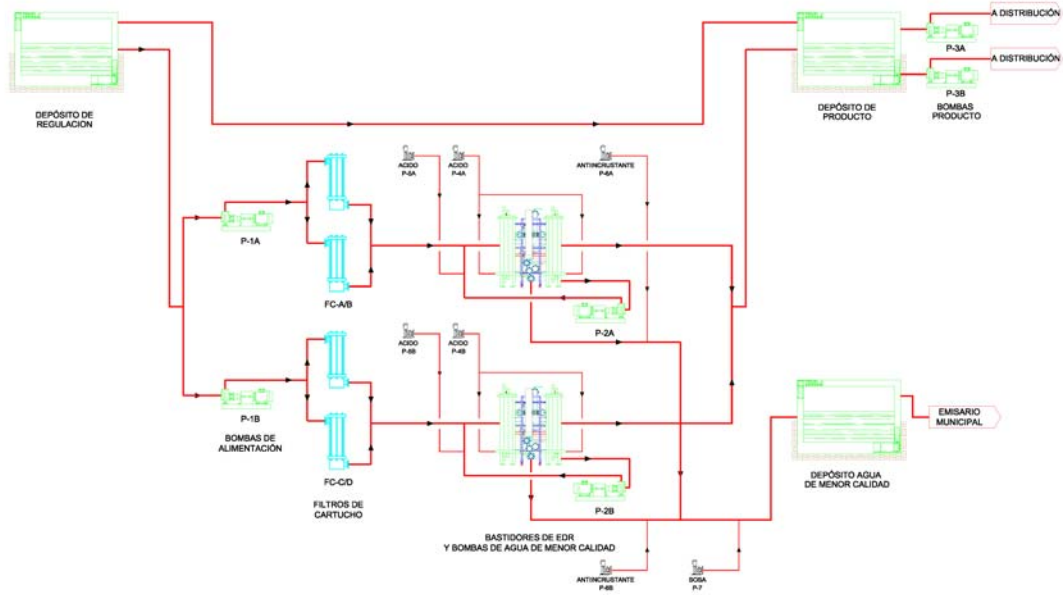 A DISTRIBUCIÓN
P-3A
A DISTRIBUCIÓN
P-3B
BOMBAS
PRODUCTO
DEPÓSITO DE
REGULACION
DEPÓSITO DE
PRODUCTO
ACIDO
P-5A
ACIDO
P-4A
ANTIINCRUSTANTE
P-6A
P-1A
FC-A/B
P-2A
ACIDO
P-5B
ACIDO
P-4B
P-1B
BOMBAS DE
ALIMENTACIÓN
FC-C/D
FILTROS DE
CARTUCHO
P-2B
BASTIDORES DE EDR
Y BOMBAS DE AGUA DE MENOR CALIDAD
EMISARIO
MUNICIPAL
DEPÓSITO AGUA
DE MENOR CALIDAD
ANTIINCRUSTANTE
P-6B
SOSA
P-7